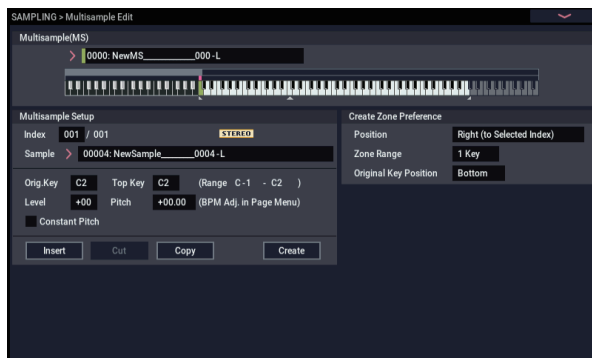 SAMPLING > Multisample Edit
Multisample(MS)
0000: NewMS__________000-L
Multisample Setup
Index 001 / 001 STEREO
Sample 00004: NewSample_______0004-L
Orig.Key C2 Top Key C2 (Range C-1 - C2 )
Level +00 Pitch +00.00 (BPM Adj. in Page Menu)
Constant Pitch
Insert Cut Copy Create
Create Zone Preference
Position Right (to Selected Index)
Zone Range 1 Key
Original Key Position Bottom